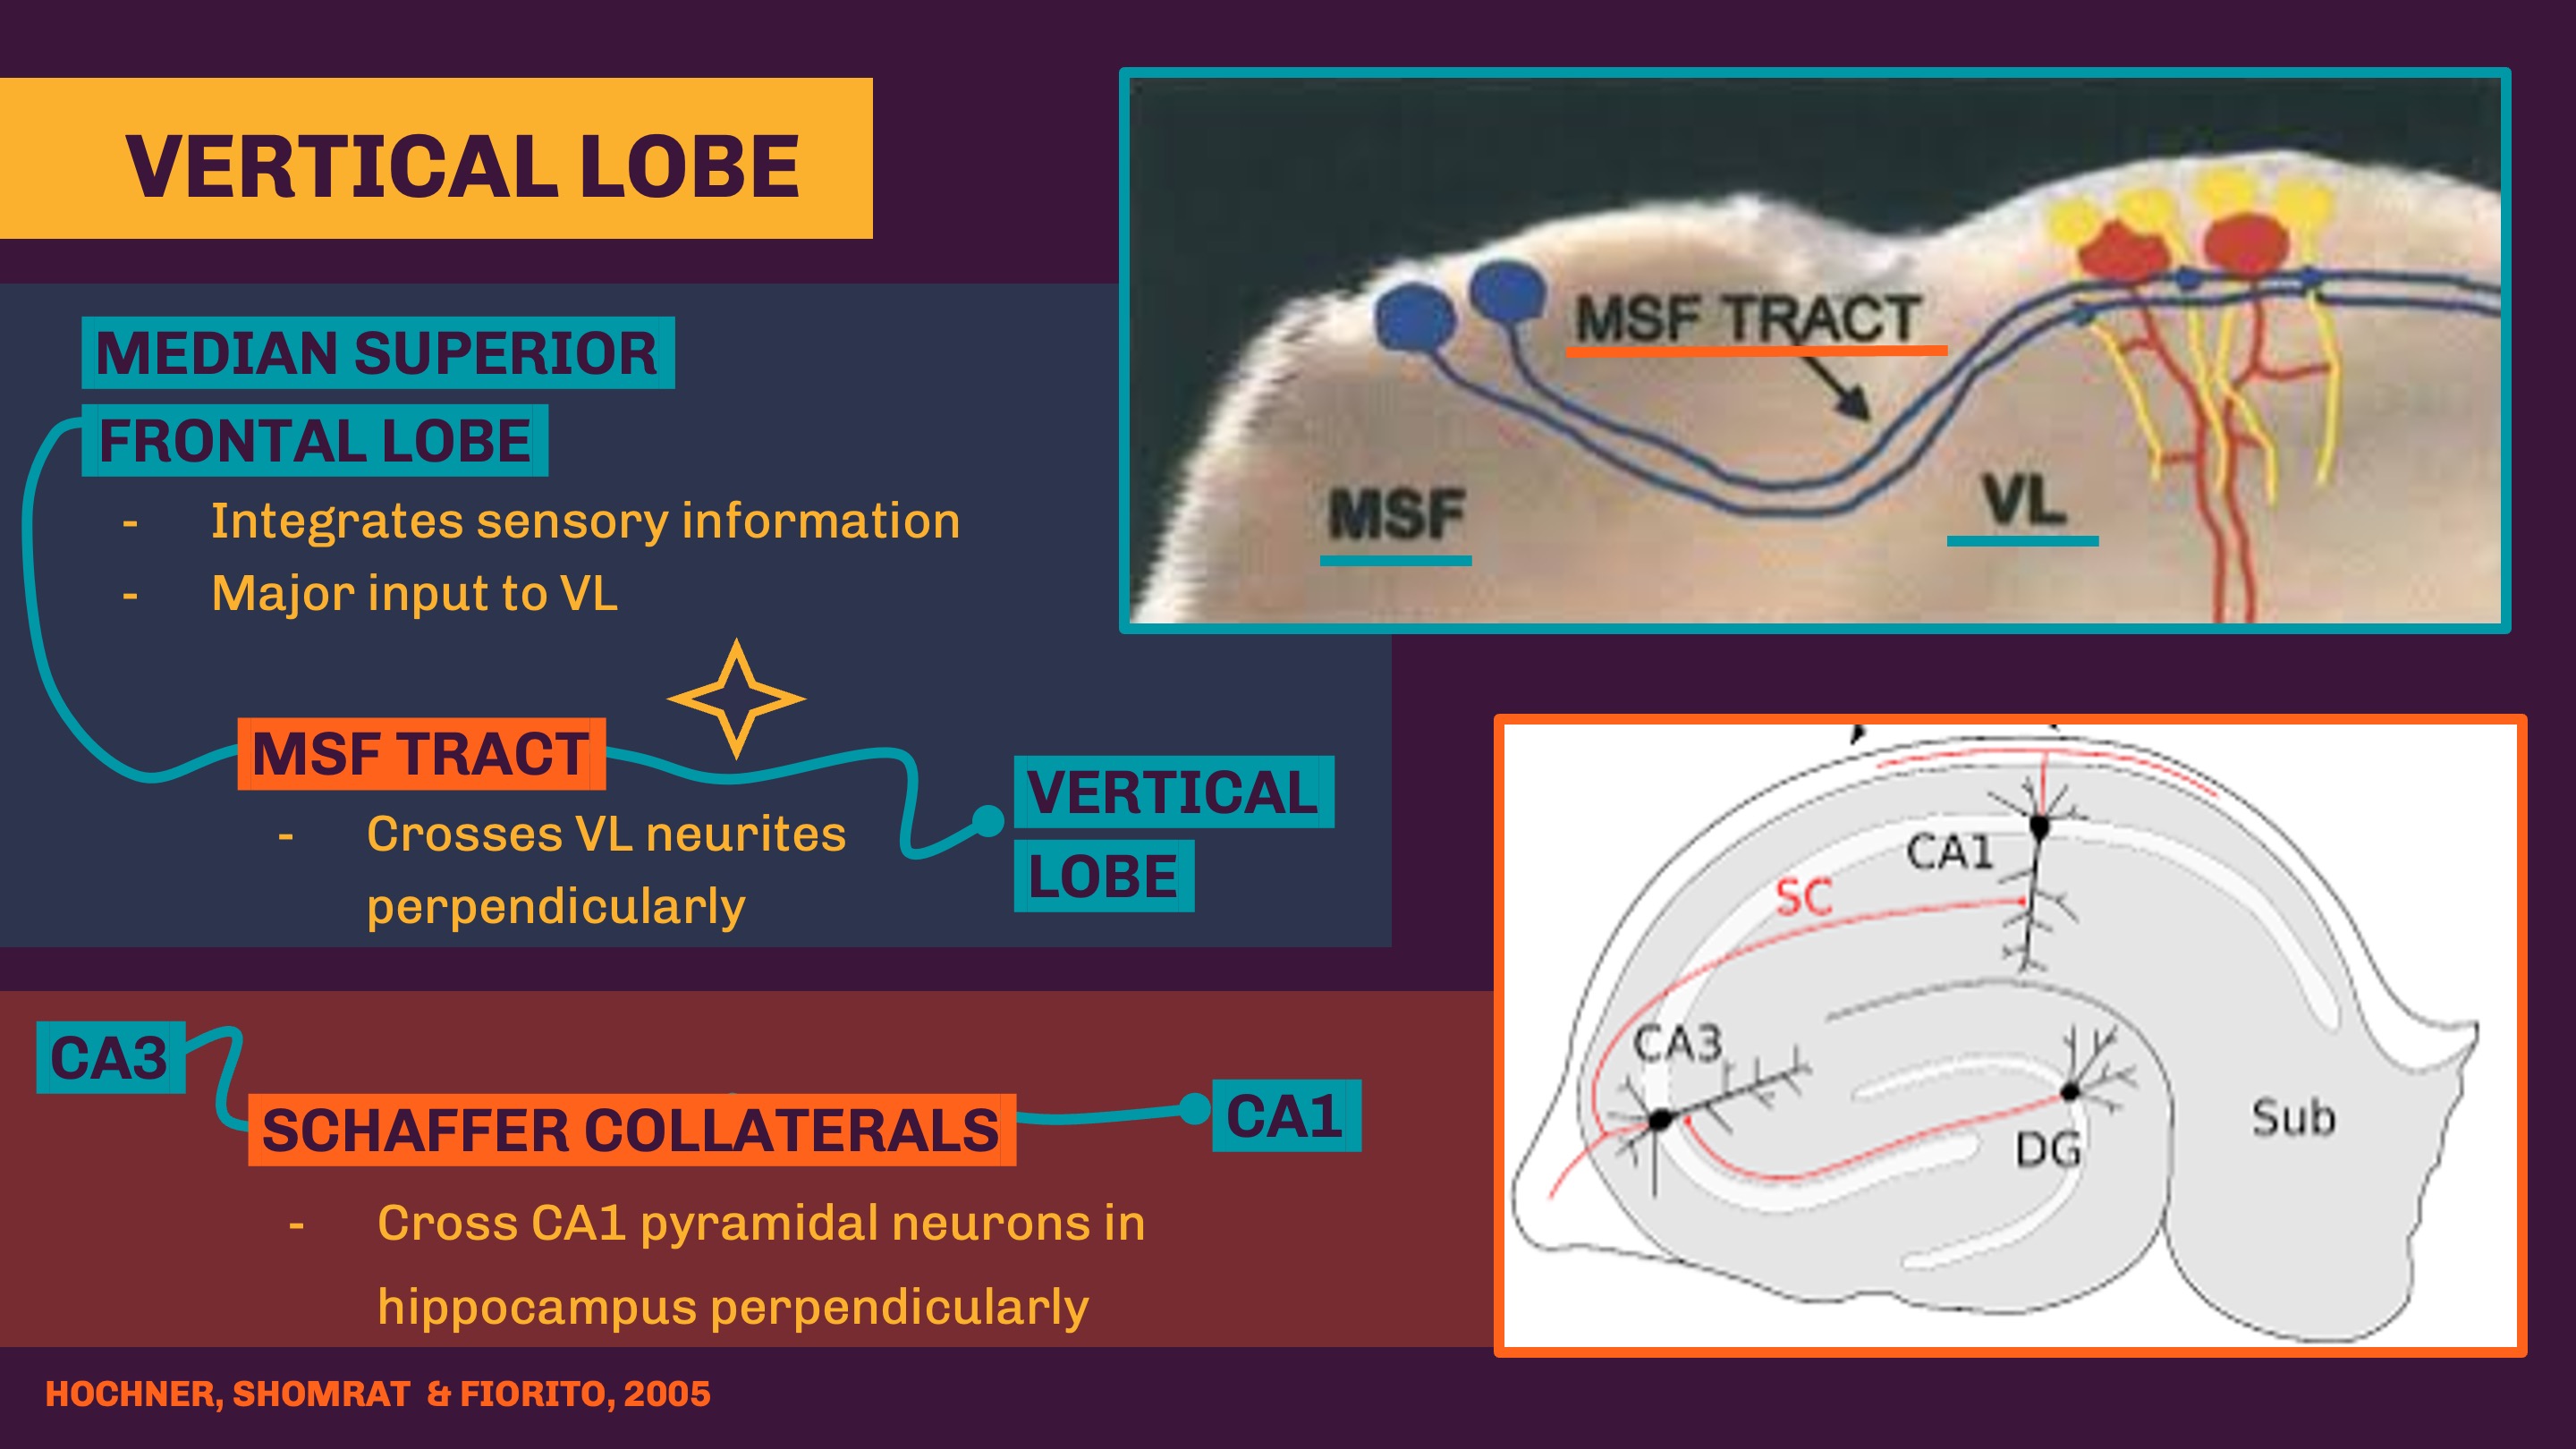 VERTICAL LOBE
MEDIAN SUPERIOR
FRONTAL LOBE
- Integrates sensory information
- Major input to VL
MSF TRACT
- Crosses VL neurites
perpendicularly
VERTICAL
LOBE
MSF TRACT
MSF
VL
CA3
SCHAFFER COLLATERALS
CA1
- Cross CA1 pyramidal neurons in
hippocampus perpendicularly
CA1
SC
CA3
DG
Sub
HOCHNER, SHOMRAT & FIORITO, 2005